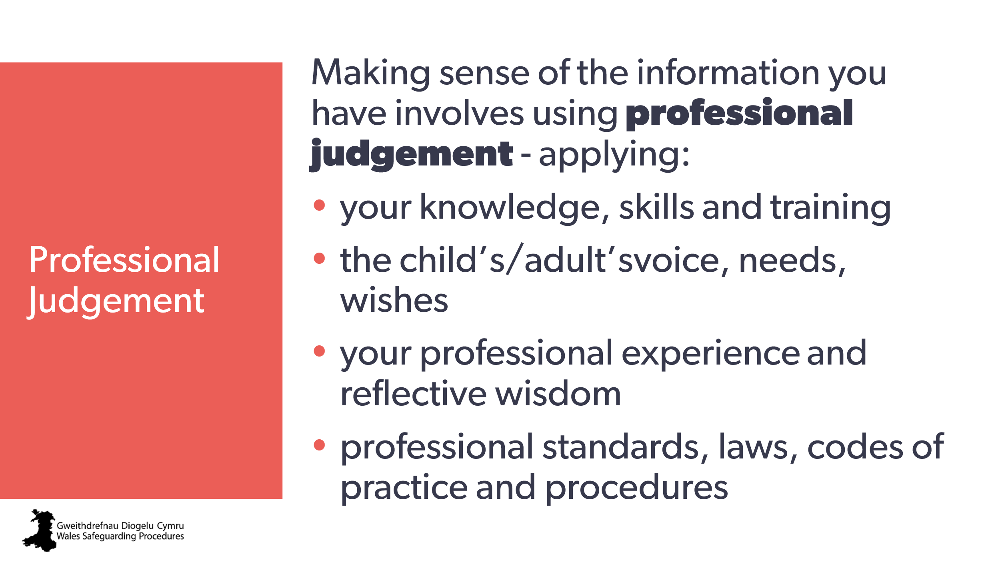 Professional
Judgement
Making sense of the information you
have involves using professional
judgement - applying:
• your knowledge, skills and training
• the child’s/adult’svoice, needs,
wishes
• your professional experience and
reflective wisdom
• professional standards, laws, codes of
practice and procedures
Gweithdrefnau Diogelu Cymru
Wales Safeguarding Procedures